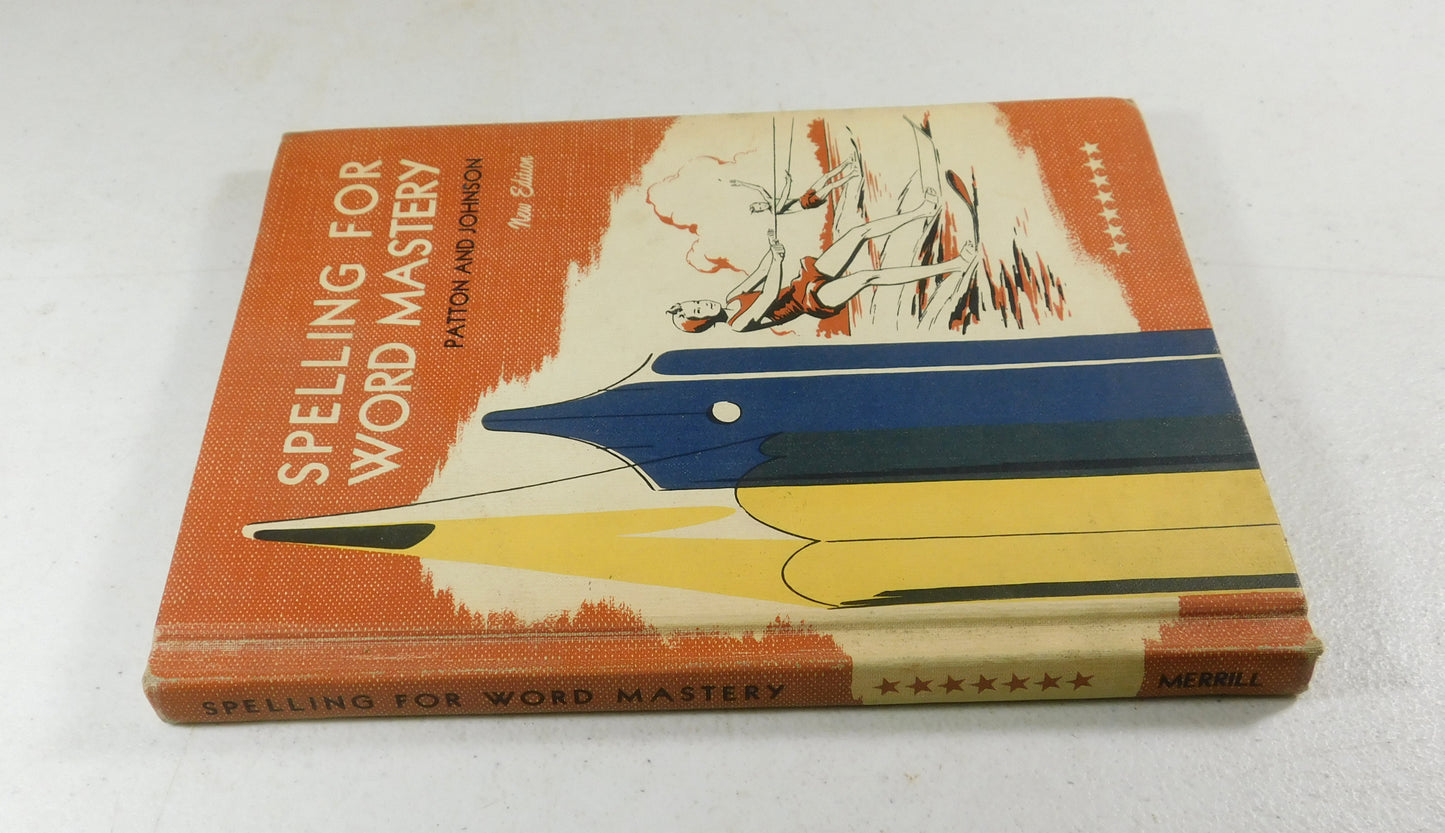 SPELLING FOR
WORD MASTERY
PATTON AND JOHNSON
New Edition
SPELLING FOR WORD MASTERY
MERRILL